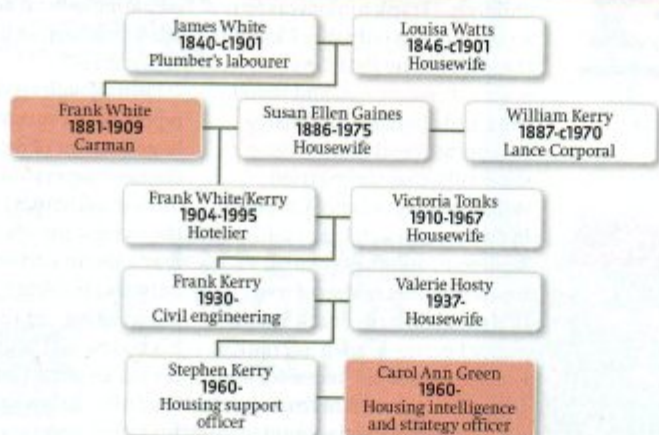 James White
1840-c1901
Plumber's labourer
Louisa Watts
1846-c1901
Housewife
Frank White
1881-1909
Carman
Susan Ellen Gaines
1886-1975
Housewife
William Kerry
1887-c1970
Lance Corporal
Frank White/Kerry
1904-1995
Hotelier
Victoria Tonks
1910-1967
Housewife
Frank Kerry
1930-
Civil engineering
Valerie Hosty
1937-
Housewife
Stephen Kerry
1960-
Housing support
officer
Carol Ann Green
1960-
Housing intelligence
and strategy officer